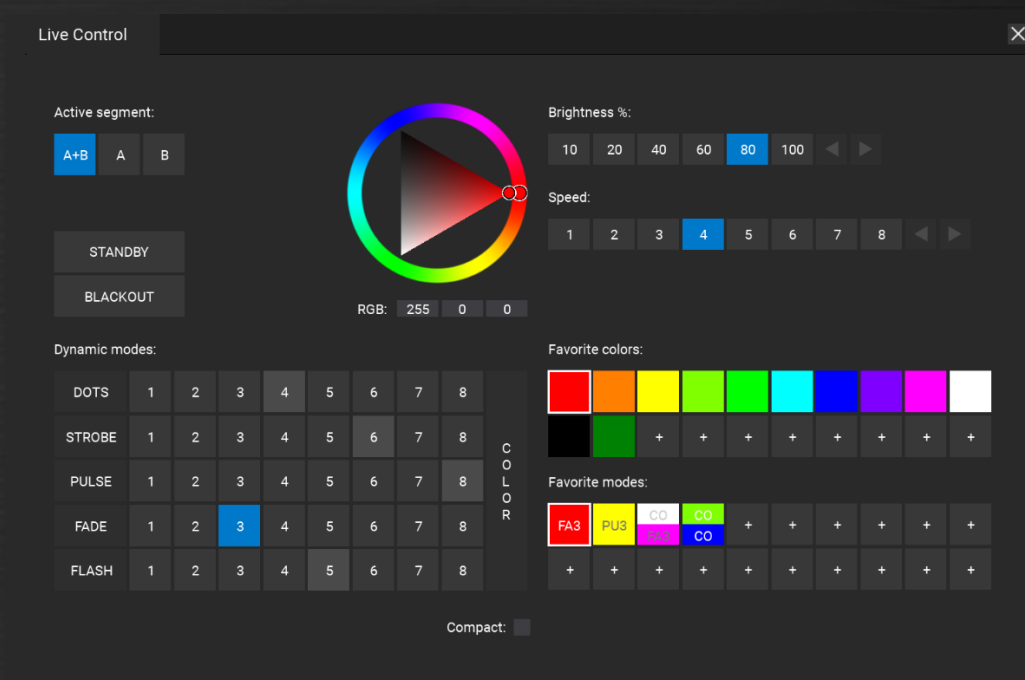 Live Control
Active segment:
A+B A B
STANDBY
BLACKOUT
RGB: 255 0 0
Brightness %:
10 20 40 60 80 100
Speed:
1 2 3 4 5 6 7 8
Dynamic modes:
DOTS 1 2 3 4 5 6 7 8
STROBE 1 2 3 4 5 6 7 8
PULSE 1 2 3 4 5 6 7 8
FADE 1 2 3 4 5 6 7 8
FLASH 1 2 3 4 5 6 7 8
COLOR
Favorite colors:
+ + + + + + + +
Favorite modes:
FA3 PU3 CO CO + + + + + +
FA3 CO
+ + + + + + + + + +
Compact: